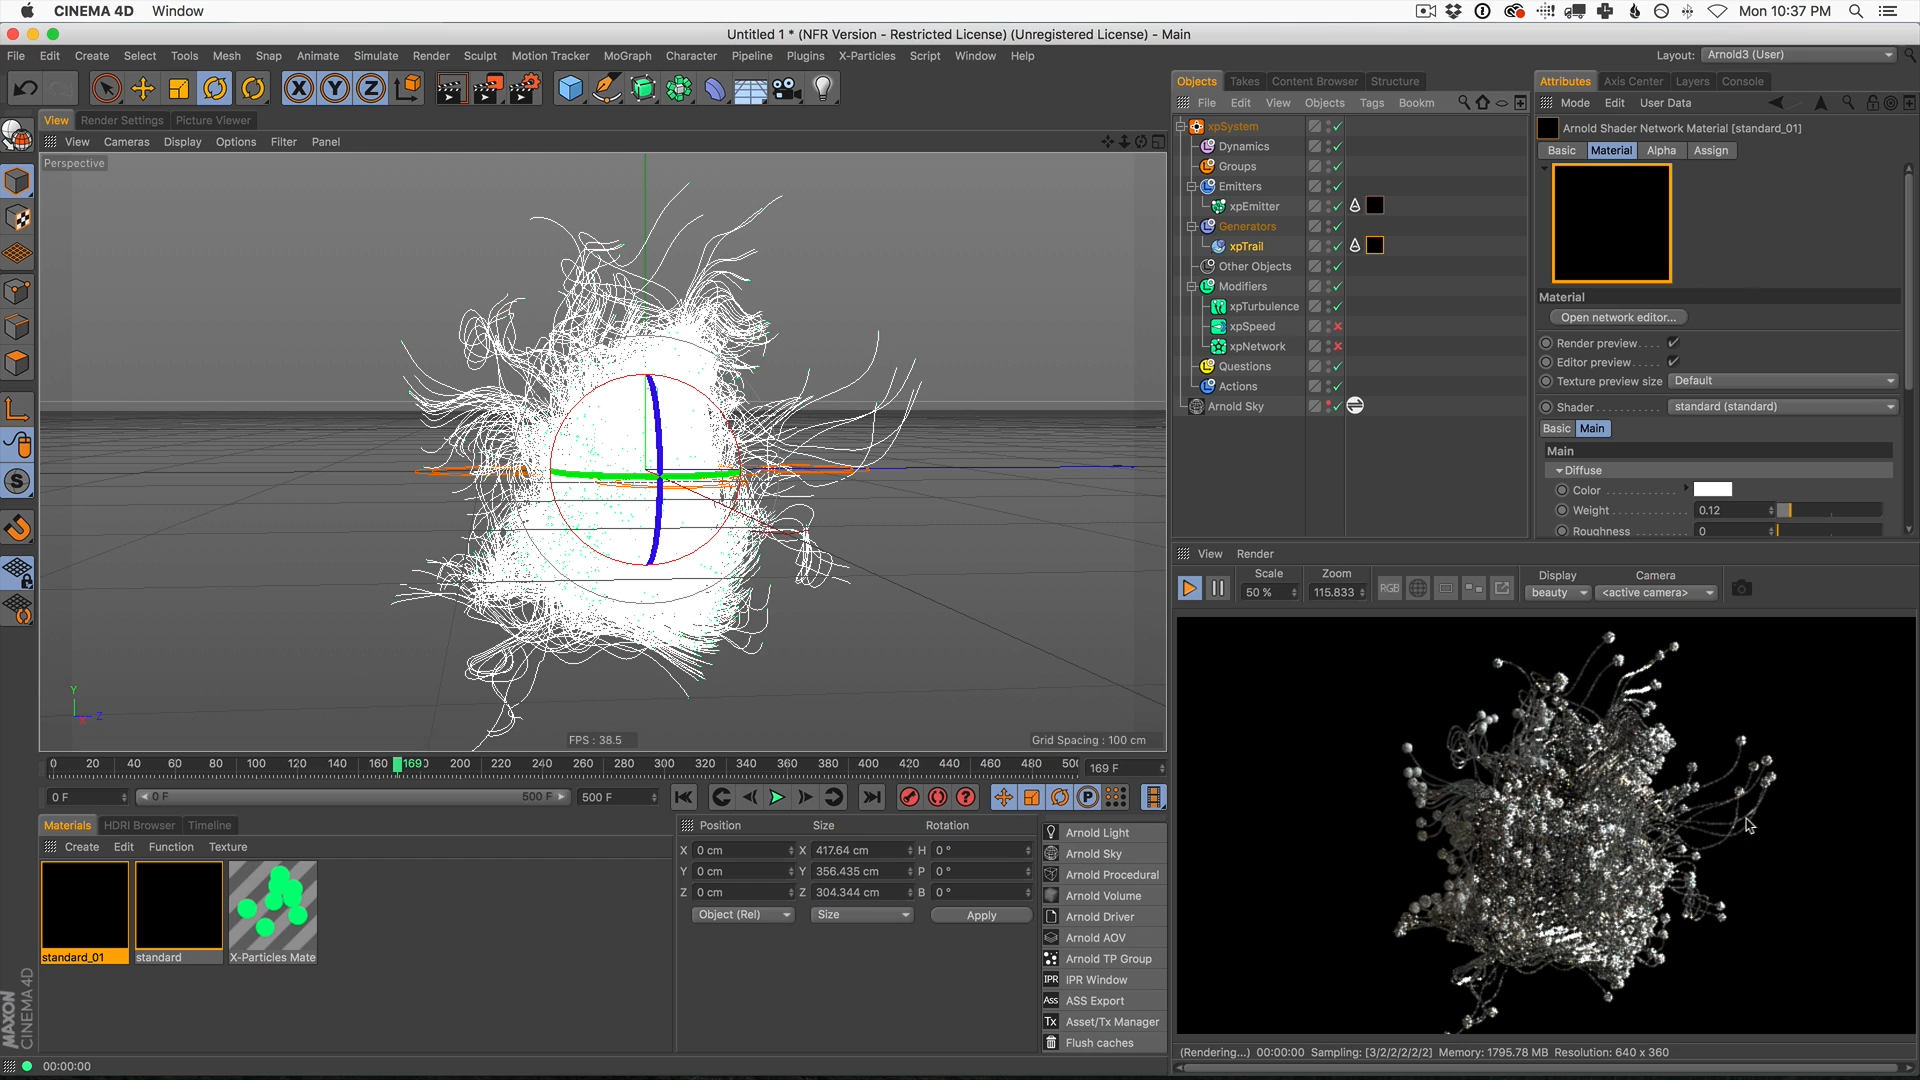 CINEMA 4D Window
Mon 10:37 PM
Untitled 1 * (NFR Version - Restricted License) (Unregistered License) - Main
File Edit Create Select Tools Mesh Snap Animate Simulate Render Sculpt Motion Tracker MoGraph Character Pipeline Plugins X-Particles Script Window Help
Layout: Arnold3 (User)
Objects Takes Content Browser Structure
Attributes Axis Center Layers Console
File Edit View Objects Tags Bookm
Mode Edit User Data
View Render Settings Picture Viewer
View Cameras Display Options Filter Panel
Perspective
X Y Z
xpSystem
Dynamics
Groups
Emitters
xpEmitter
Generators
xpTrail
Other Objects
Modifiers
xpTurbulence
xpSpeed
xpNetwork
Questions
Actions
Arnold Sky
Arnold Shader Network Material [standard_01]
Basic Material Alpha Assign
Material
Open network editor...
Render preview
Editor preview
Texture preview size Default
Shader standard (standard)
Basic Main
Main
Diffuse
Color
Weight 0.12
Roughness 0
View Render
Scale Zoom Display Camera
50 % 115.833 RGB beauty <active camera>
Y
Z
FPS : 38.5
Grid Spacing : 100 cm
0 20 40 60 80 100 120 140 160 169 200 220 240 260 280 300 320 340 360 380 400 420 440 460 480 169 F
0 F 0 F 500 F 500 F
Materials HDRI Browser Timeline
Create Edit Function Texture
standard_01 standard X-Particles Mate
Position Size Rotation
X 0 cm X 417.64 cm H 0 °
Y 0 cm Y 356.435 cm P 0 °
Z 0 cm Z 304.344 cm B 0 °
Object (Rel) Size Apply
Arnold Light
Arnold Sky
Arnold Procedural
Arnold Volume
Arnold Driver
Arnold AOV
Arnold TP Group
IPR IPR Window
Ass ASS Export
Tx Asset/Tx Manager
Flush caches
MAXON
CINEMA 4D
00:00:00
(Rendering...) 00:00:00 Sampling: [3/2/2/2/2/2] Memory: 1795.78 MB Resolution: 640 x 360